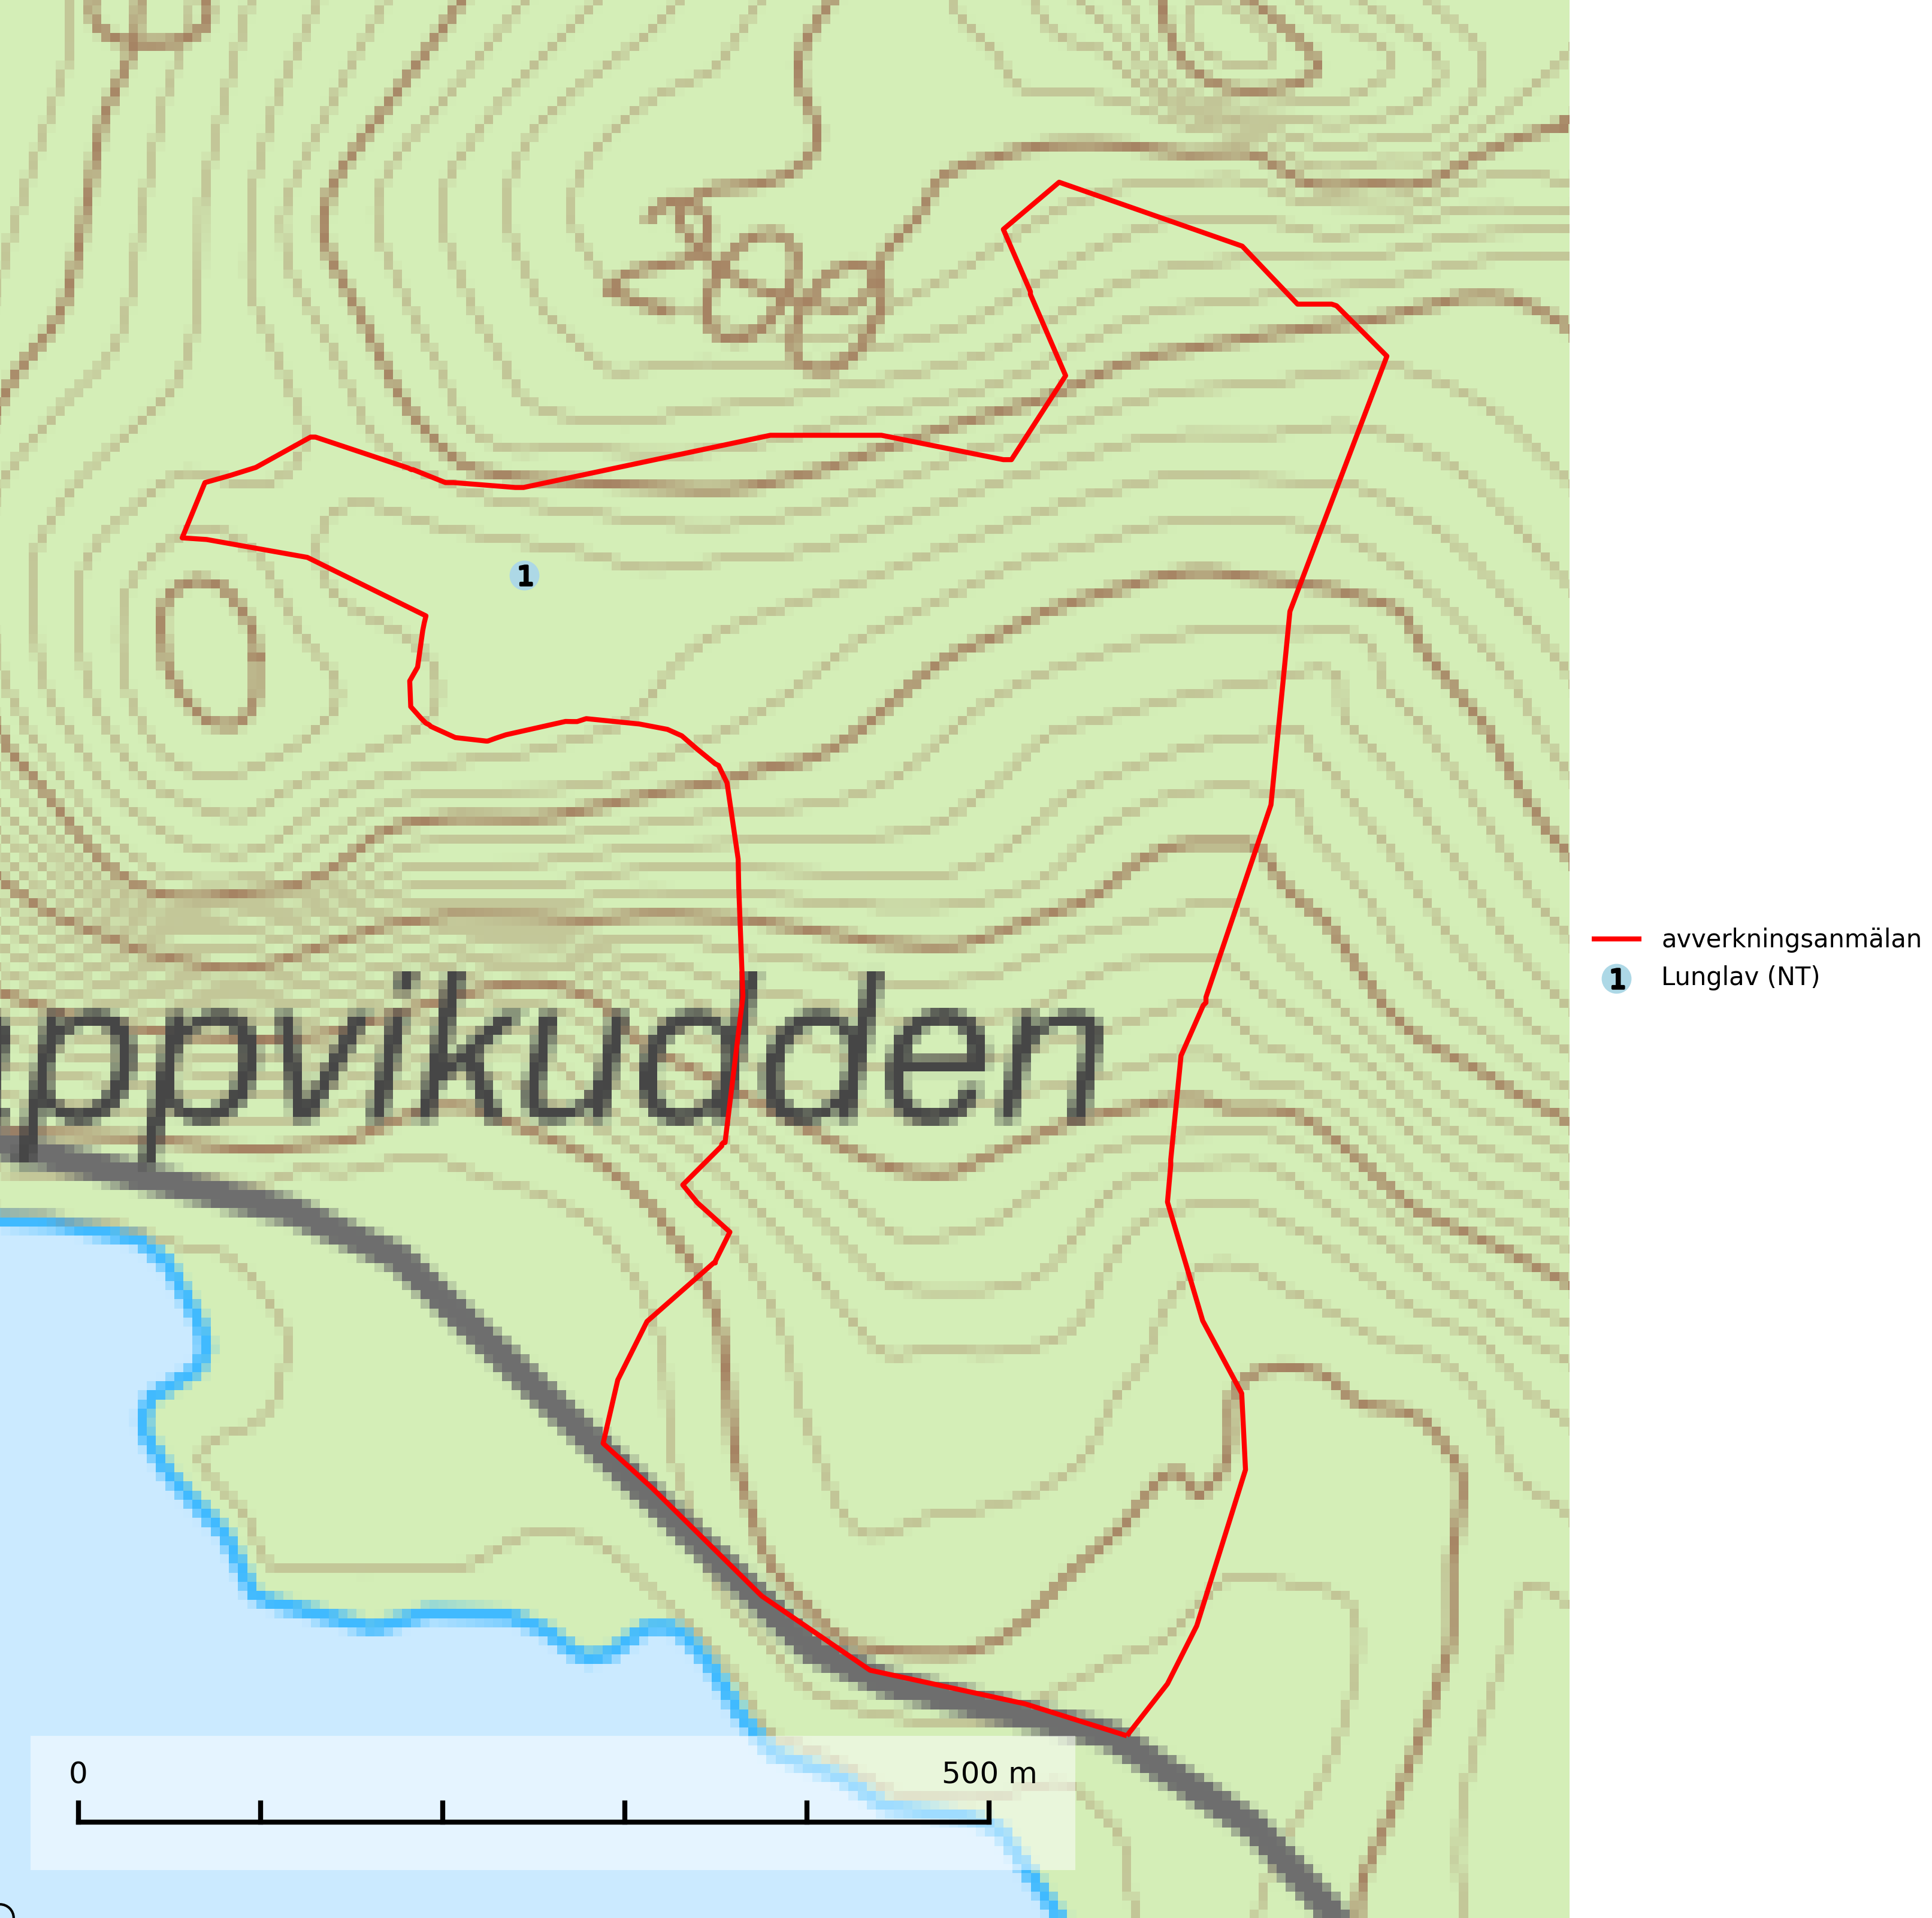 1
ppvikudden
avverkningsanmälan
1 Lunglav (NT)
0 500 m